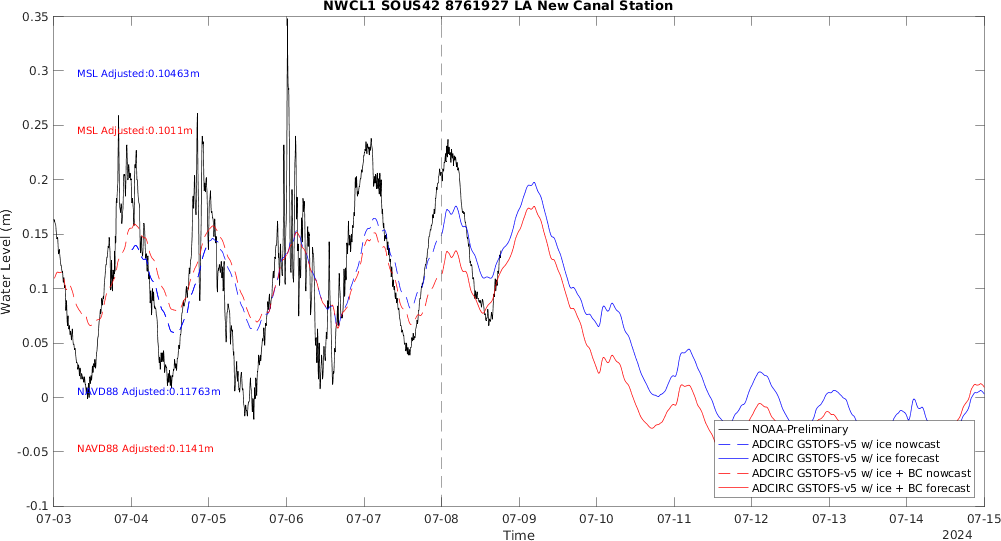 NWCL1 SOUS42 8761927 LA New Canal Station
0.35
0.3
0.25
0.2
0.15
0.1
0.05
0
-0.05
-0.1
Water Level (m)
MSL Adjusted:0.10463m
MSL Adjusted:0.1011m
NAVD88 Adjusted:0.11763m
NAVD88 Adjusted:0.1141m
NOAA-Preliminary
ADCIRC GSTOFS-v5 w/ ice nowcast
ADCIRC GSTOFS-v5 w/ ice forecast
ADCIRC GSTOFS-v5 w/ ice + BC nowcast
ADCIRC GSTOFS-v5 w/ ice + BC forecast
07-03 07-04 07-05 07-06 07-07 07-08 07-09 07-10 07-11 07-12 07-13 07-14 07-15
Time
2024